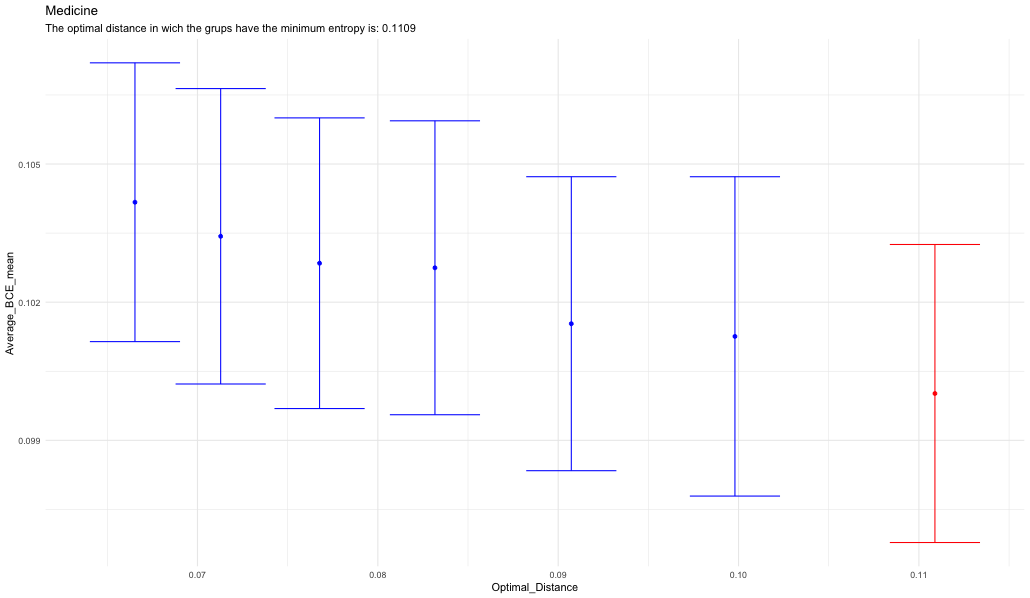 Medicine
The optimal distance in wich the grups have the minimum entropy is: 0.1109
Average_BCE_mean
0.105
0.102
0.099
0.07 0.08 0.09 0.10 0.11
Optimal_Distance